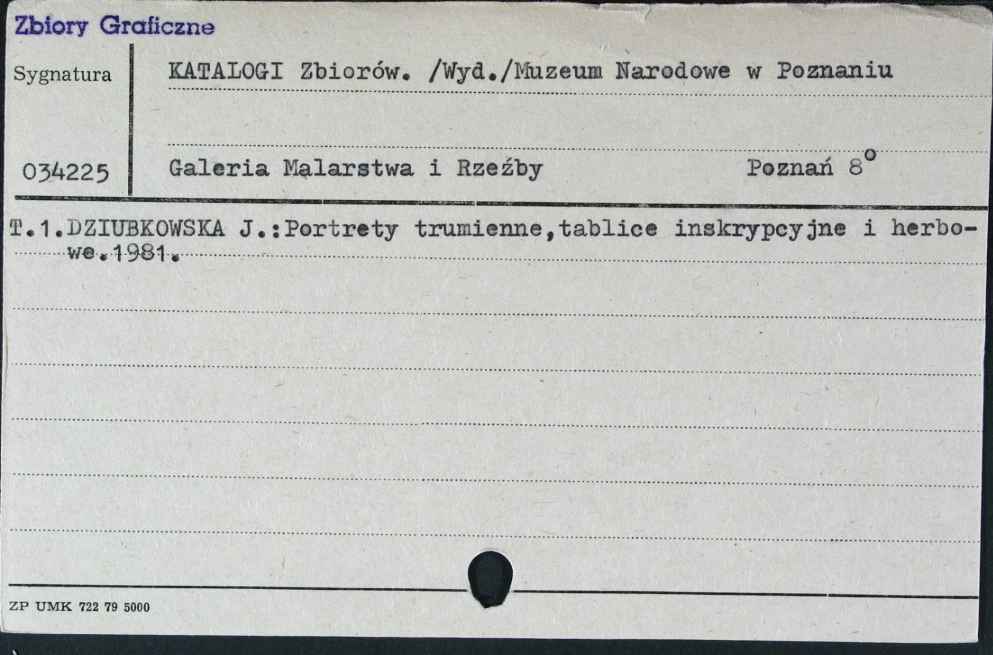 Zbiory Graficzne
Sygnatura
KATALOGI Zbiorów. /Wyd./Muzeum Narodowe w Poznaniu
034225
Galeria Malarstwa i Rzeźby Poznań 8°
T.1.DZIUBKOWSKA J.:Portrety trumienne,tablice inskrypcyjne i herbo-
we.1981.
ZP UMK 722 79 5000